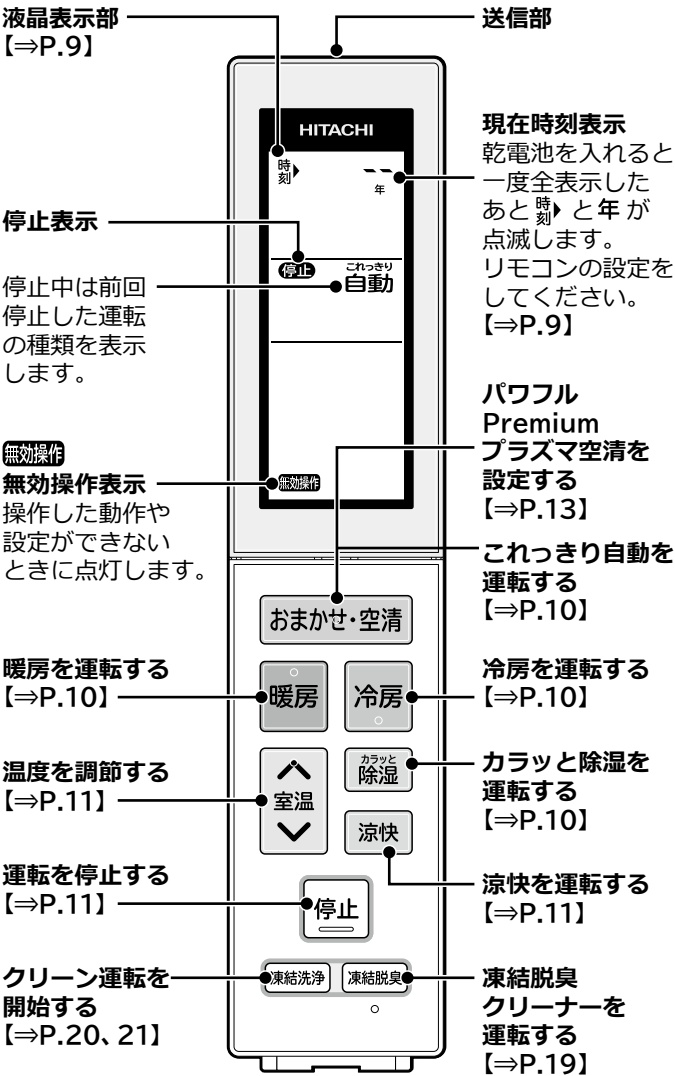 液晶表示部
【⇒P.9】
送信部
HITACHI
時刻
年
現在時刻表示
乾電池を入れると
一度全表示した
あと 時刻 と 年 が
点滅します。
リモコンの設定を
してください。
【⇒P.9】
停止表示
停止
これっきり
自動
停止中は前回
停止した運転
の種類を表示
します。
無効操作
無効操作表示
操作した動作や
設定ができない
ときに点灯します。
無効操作
パワフル
Premium
プラズマ空清を
設定する
【⇒P.13】
これっきり自動を
運転する
【⇒P.10】
おまかせ・空清
暖房を運転する
【⇒P.10】
暖房
冷房
冷房を運転する
【⇒P.10】
温度を調節する
【⇒P.11】
室温
カラッと
除湿
カラッと除湿を
運転する
【⇒P.10】
涼快
涼快を運転する
【⇒P.11】
運転を停止する
【⇒P.11】
停止
クリーン運転を
開始する
【⇒P.20、21】
凍結洗浄
凍結脱臭
凍結脱臭
クリーナーを
運転する
【⇒P.19】